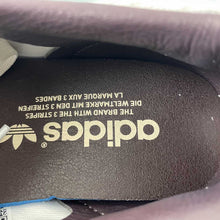 adidas®
THE BRAND WITH THE 3 STRIPES
DIE WELTMARKE MIT DEN 3 STREIFEN
LA MARQUE AUX 3 BANDES